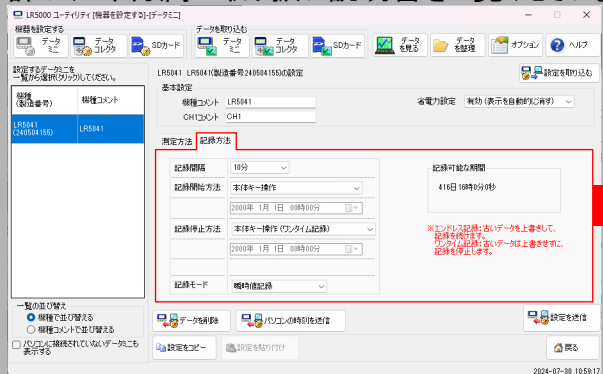 LR5000 ユーティリティ [機器を設定する]-[データミニ]
機器を設定する
データを取り込む
データミニ
データコレクタ
SDカード
データミニ
データコレクタ
SDカード
データを見る
データを整理
オプション
ヘルプ
設定するデータミニを
一覧から選択(クリック)してください。
LR5041 LR5041(製造番号240504155)の設定
設定を取り込む
機種
(製造番号)
機種コメント
LR5041
(240504155)
LR5041
基本設定
機種コメント LR5041
省電力設定 有効 (表示を自動的に消す)
CH1コメント CH1
測定方法 記録方法
記録間隔 10分
記録開始方法 本体キー操作
2000年 1月 1日 00時00分
記録停止方法 本体キー操作 (ワンタイム記録)
2000年 1月 1日 00時00分
記録モード 瞬時値記録
記録可能な期間
416日 16時0分0秒
※エンドレス記録:古いデータを上書きして、
記録を続けます。
ワンタイム記録:古いデータは上書きせずに、
記録を停止します。
一覧の並び替え
機種で並び替える
機種コメントで並び替える
パソコンに接続されていないデータミニも
表示する
データを削除
パソコンの時刻を送信
設定を送信
設定をコピー
設定を貼り付け
戻る
2024-07-30 10:59:17